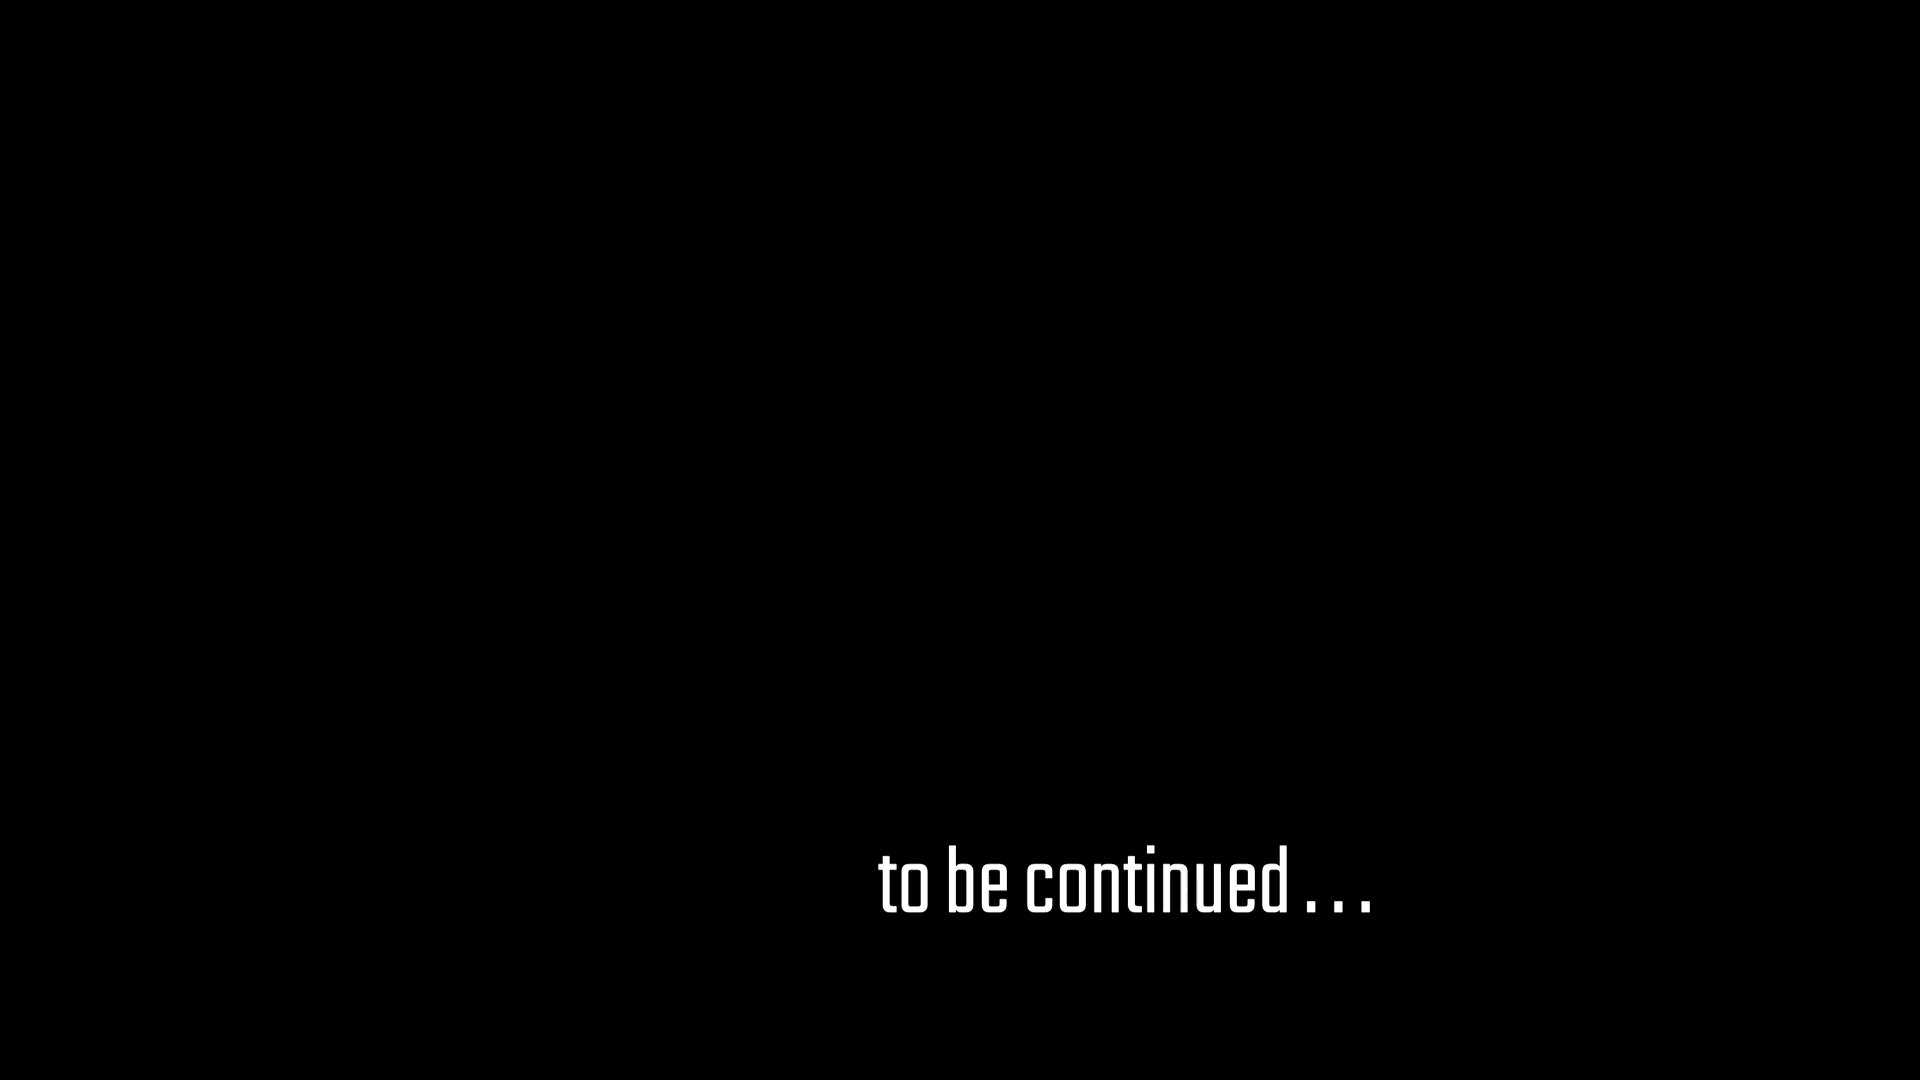 to be continued . . .